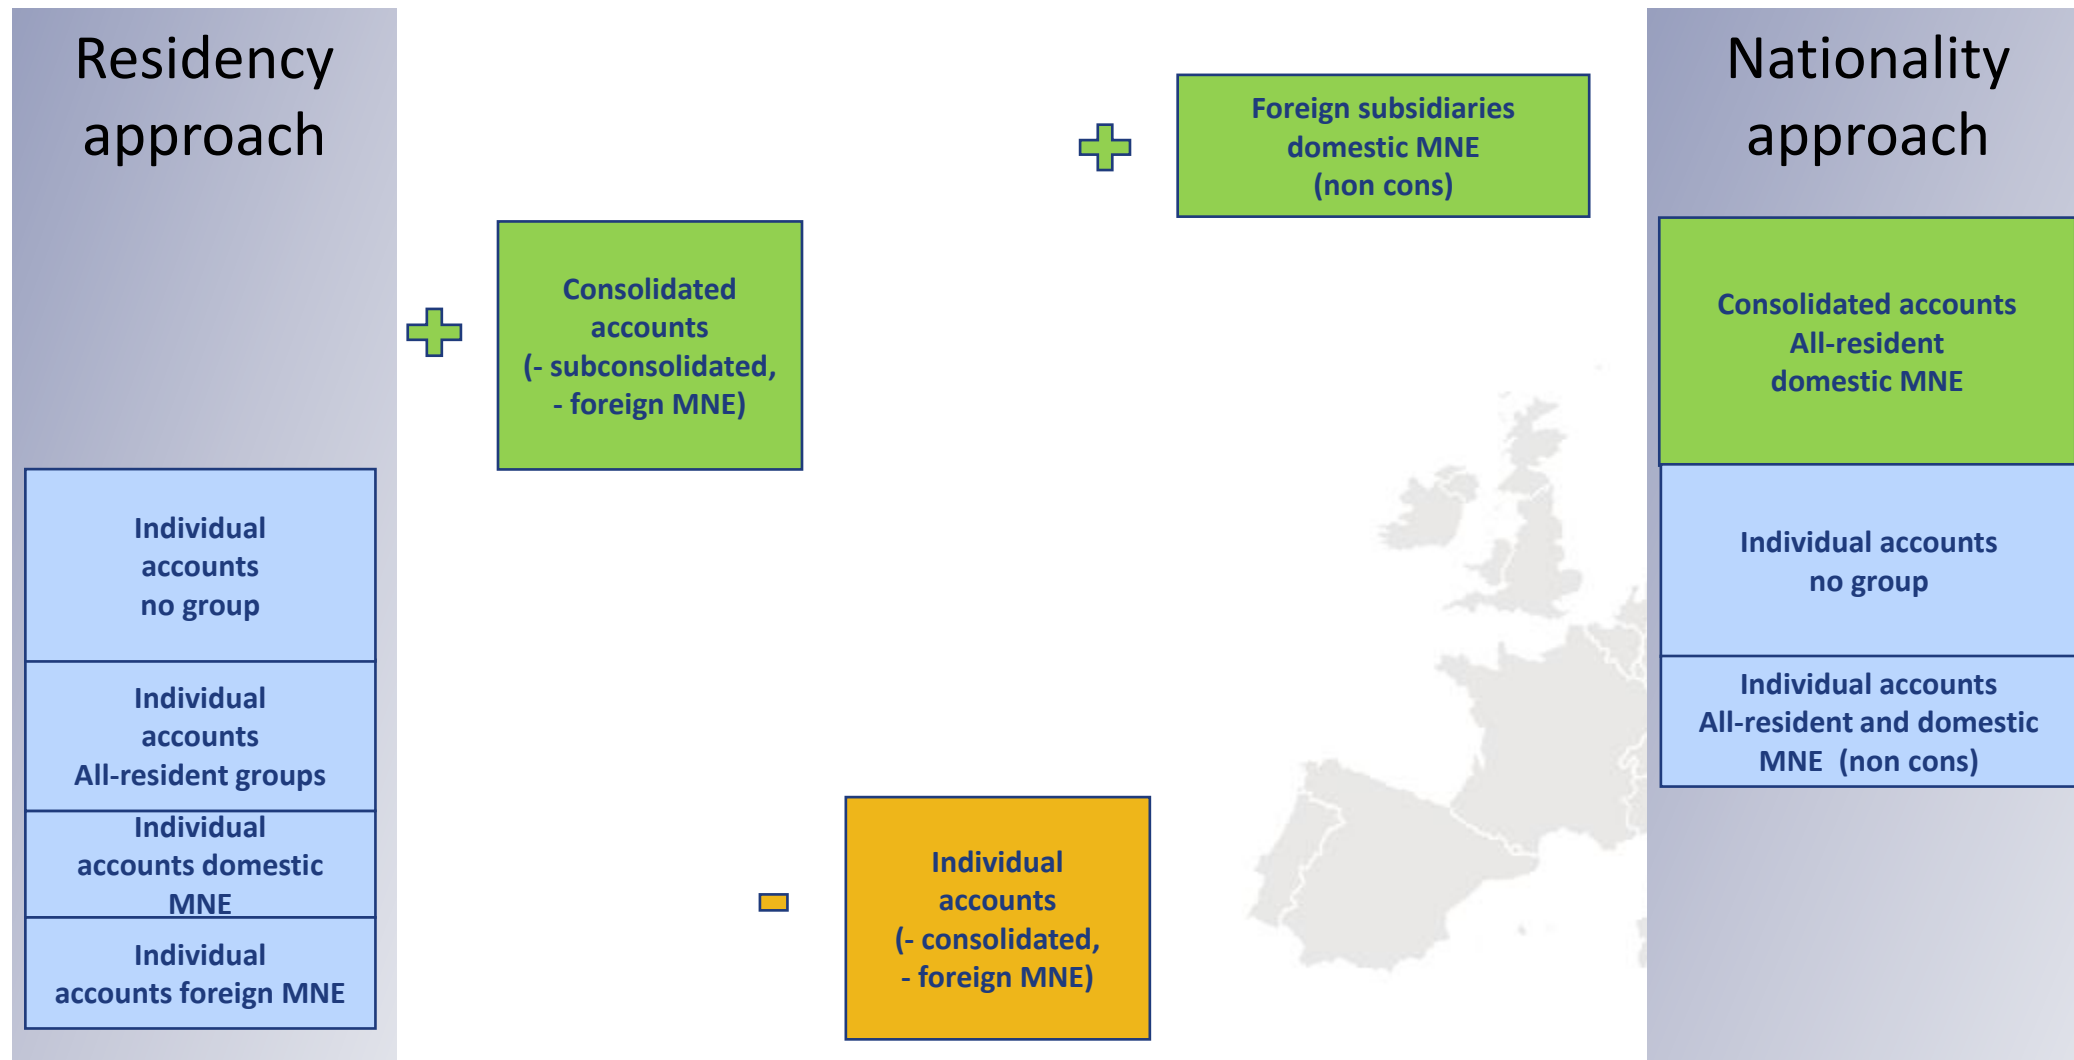 Residency
approach
Individual
accounts
no group
Individual
accounts
All-resident groups
Individual
accounts domestic
MNE
Individual
accounts foreign MNE
Consolidated
accounts
(- subconsolidated,
- foreign MNE)
Individual
accounts
(- consolidated,
- foreign MNE)
Foreign subsidiaries
domestic MNE
(non cons)
Nationality
approach
Consolidated accounts
All-resident
domestic MNE
Individual accounts
no group
Individual accounts
All-resident and domestic
MNE (non cons)